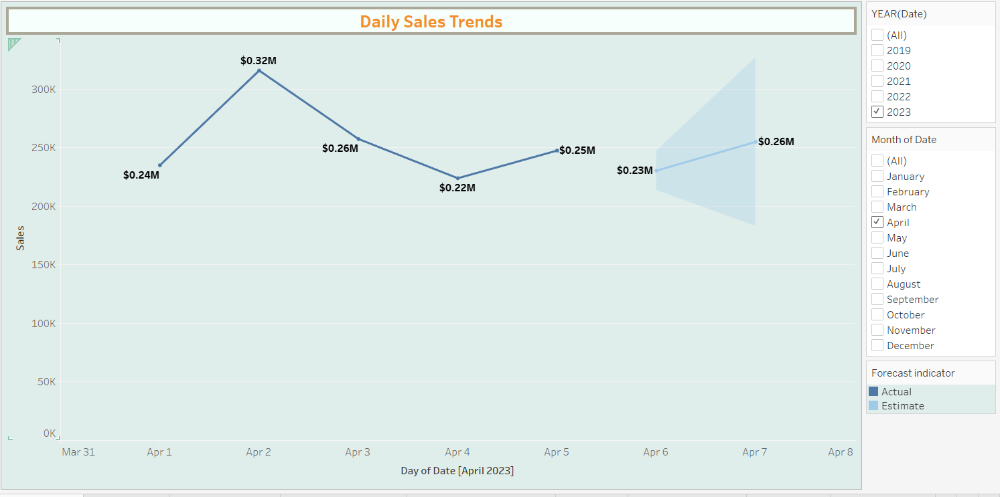 Daily Sales Trends
$0.32M
$0.26M
$0.24M
$0.22M
$0.25M
$0.23M
$0.26M
300K
250K
200K
150K
100K
50K
0K
Sales
Mar 31
Apr 1
Apr 2
Apr 3
Apr 4
Apr 5
Apr 6
Apr 7
Apr 8
Day of Date [April 2023]
YEAR(Date)
(All)
2019
2020
2021
2022
2023
Month of Date
(All)
January
February
March
April
May
June
July
August
September
October
November
December
Forecast indicator
Actual
Estimate